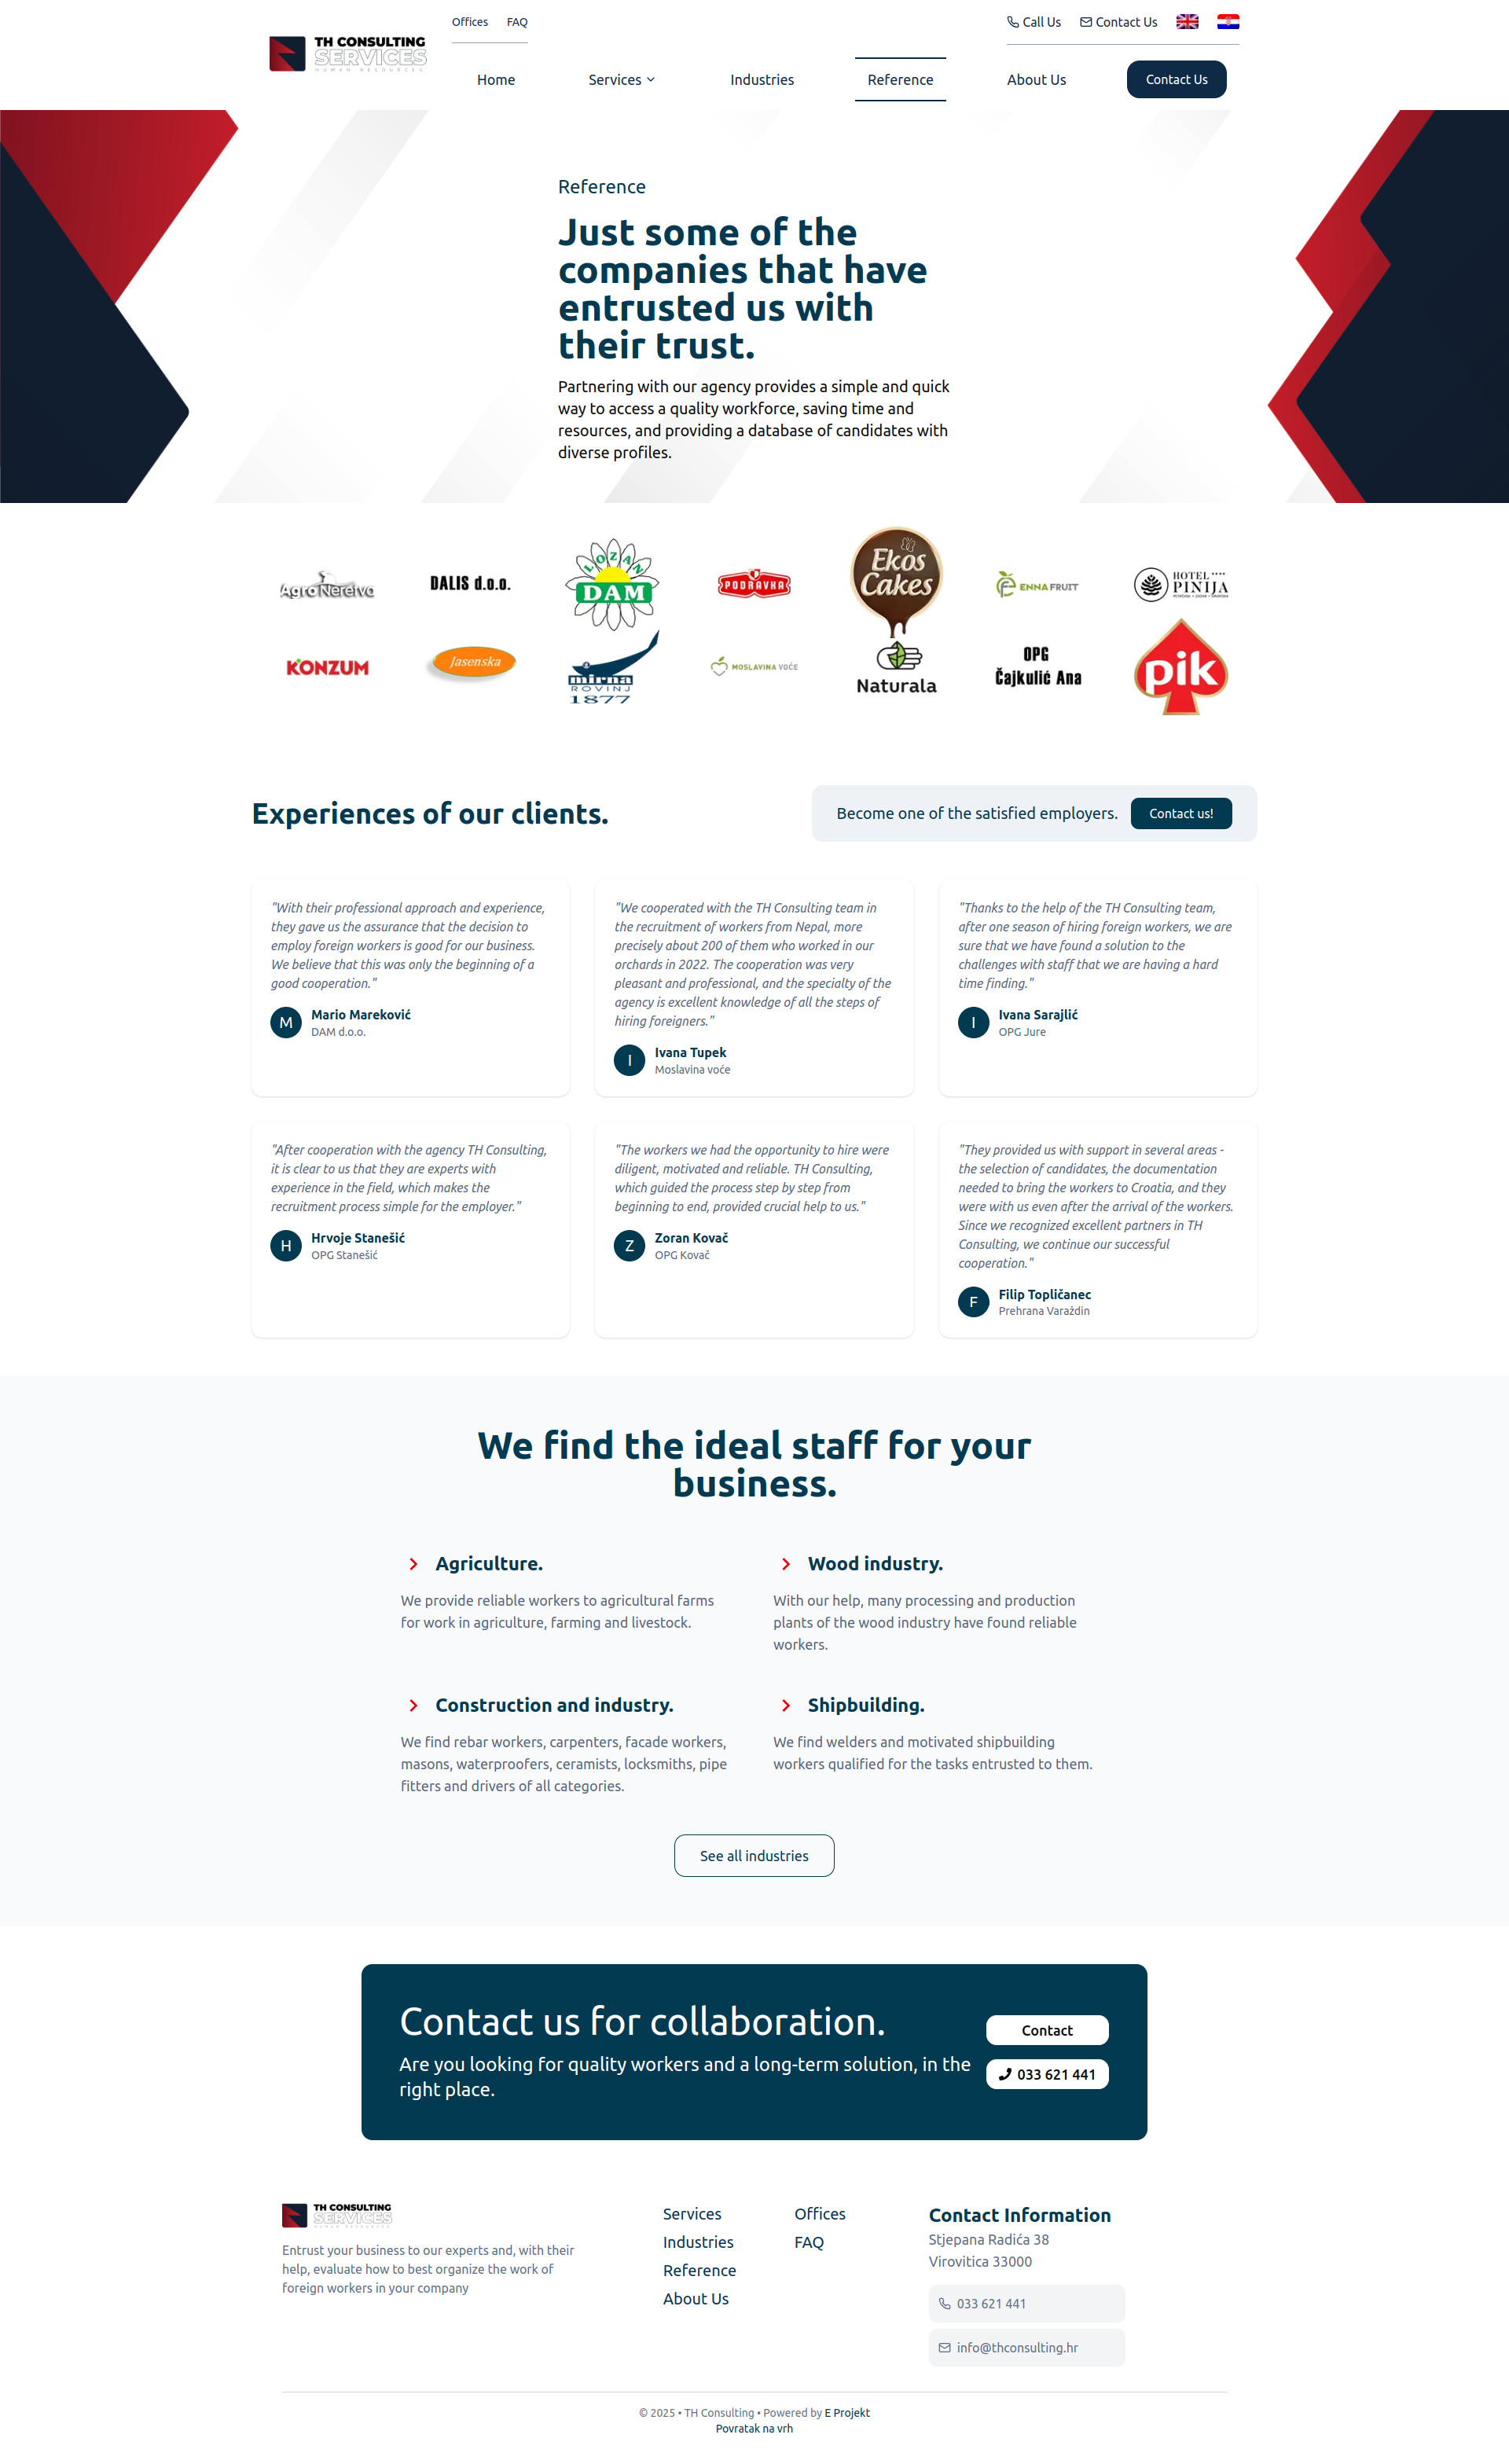 Offices FAQ
Call Us Contact Us
TH CONSULTING
SERVICES
HUMAN RESOURCES
Home Services Industries Reference About Us Contact Us
Reference
Just some of the
companies that have
entrusted us with
their trust.
Partnering with our agency provides a simple and quick
way to access a quality workforce, saving time and
resources, and providing a database of candidates with
diverse profiles.
Agro Neretva
DALIS d.o.o.
LOZAN
DAM
PODRAVKA
Ekos
Cakes
ENNA FRUIT
HOTEL ****
PINIJA
KONZUM
Jasenska
mirna
ROVINJ
1877
MOSLAVINA VOĆE
Naturala
OPG
Čajkulić Ana
pik
Experiences of our clients.
Become one of the satisfied employers. Contact us!
"With their professional approach and experience,
they gave us the assurance that the decision to
employ foreign workers is good for our business.
We believe that this was only the beginning of a
good cooperation."
M
Mario Mareković
DAM d.o.o.
"We cooperated with the TH Consulting team in
the recruitment of workers from Nepal, more
precisely about 200 of them who worked in our
orchards in 2022. The cooperation was very
pleasant and professional, and the specialty of the
agency is excellent knowledge of all the steps of
hiring foreigners."
I
Ivana Tupek
Moslavina voće
"Thanks to the help of the TH Consulting team,
after one season of hiring foreign workers, we are
sure that we have found a solution to the
challenges with staff that we are having a hard
time finding."
I
Ivana Sarajlić
OPG Jure
"After cooperation with the agency TH Consulting,
it is clear to us that they are experts with
experience in the field, which makes the
recruitment process simple for the employer."
H
Hrvoje Stanešić
OPG Stanešić
"The workers we had the opportunity to hire were
diligent, motivated and reliable. TH Consulting,
which guided the process step by step from
beginning to end, provided crucial help to us."
Z
Zoran Kovač
OPG Kovač
"They provided us with support in several areas -
the selection of candidates, the documentation
needed to bring the workers to Croatia, and they
were with us even after the arrival of the workers.
Since we recognized excellent partners in TH
Consulting, we continue our successful
cooperation."
F
Filip Topličanec
Prehrana Varaždin
We find the ideal staff for your
business.
Agriculture.
We provide reliable workers to agricultural farms
for work in agriculture, farming and livestock.
Wood industry.
With our help, many processing and production
plants of the wood industry have found reliable
workers.
Construction and industry.
We find rebar workers, carpenters, facade workers,
masons, waterproofers, ceramists, locksmiths, pipe
fitters and drivers of all categories.
Shipbuilding.
We find welders and motivated shipbuilding
workers qualified for the tasks entrusted to them.
See all industries
Contact us for collaboration.
Are you looking for quality workers and a long-term solution, in the
right place.
Contact
033 621 441
TH CONSULTING
SERVICES
HUMAN RESOURCES
Entrust your business to our experts and, with their
help, evaluate how to best organize the work of
foreign workers in your company
Services
Industries
Reference
About Us
Offices
FAQ
Contact Information
Stjepana Radića 38
Virovitica 33000
033 621 441
info@thconsulting.hr
© 2025 • TH Consulting • Powered by E Projekt
Povratak na vrh